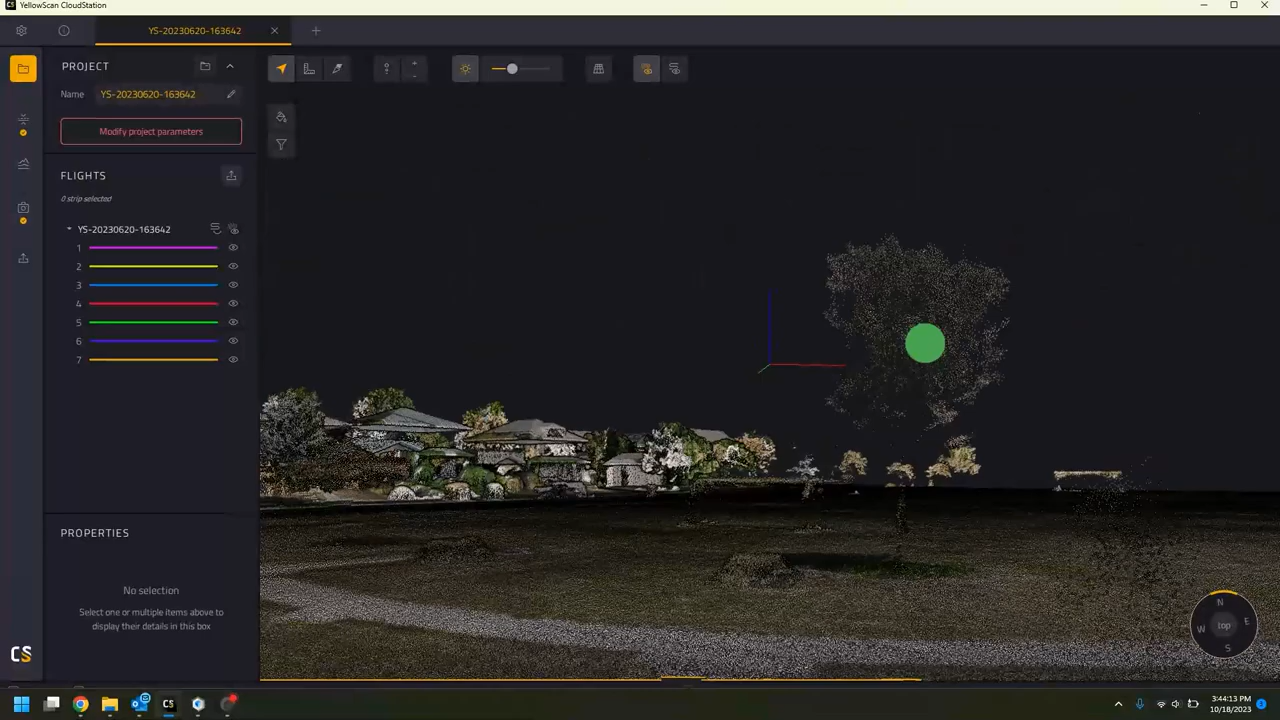 CS YellowScan CloudStation
YS-20230620-163642
PROJECT
Name YS-20230620-163642
Modify project parameters
FLIGHTS
0 strip selected
YS-20230620-163642
1
2
3
4
5
6
7
PROPERTIES
No selection
Select one or multiple items above to
display their details in this box
N
W top E
S
CS
CS
3:44:13 PM
10/18/2023